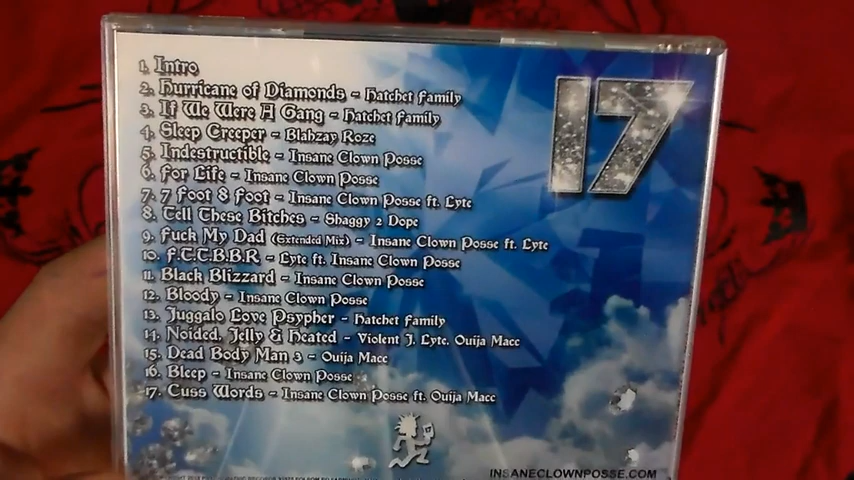 1. Intro
2. Hurricane of Diamonds - Hatchet Family
3. If We Were A Gang - Hatchet Family
4. Sleep Creeper - Blahzay Roze
5. Indestructible - Insane Clown Posse
6. For Life - Insane Clown Posse
7. 7 Foot 8 Foot - Insane Clown Posse ft. Lyte
8. Tell These Bitches - Shaggy 2 Dope
9. Fuck My Dad (Extended Mix) - Insane Clown Posse ft. Lyte
10. F.T.T.B.B.R - Lyte ft. Insane Clown Posse
11. Black Blizzard - Insane Clown Posse
12. Bloody - Insane Clown Posse
13. Juggalo Love Psypher - Hatchet Family
14. Noided, Jelly & Heated - Violent J, Lyte, Ouija Macc
15. Dead Body Man 3 - Ouija Macc
16. Bleep - Insane Clown Posse
17. Cuss Words - Insane Clown Posse ft. Ouija Macc
17
INSANECLOWNPOSSE.COM